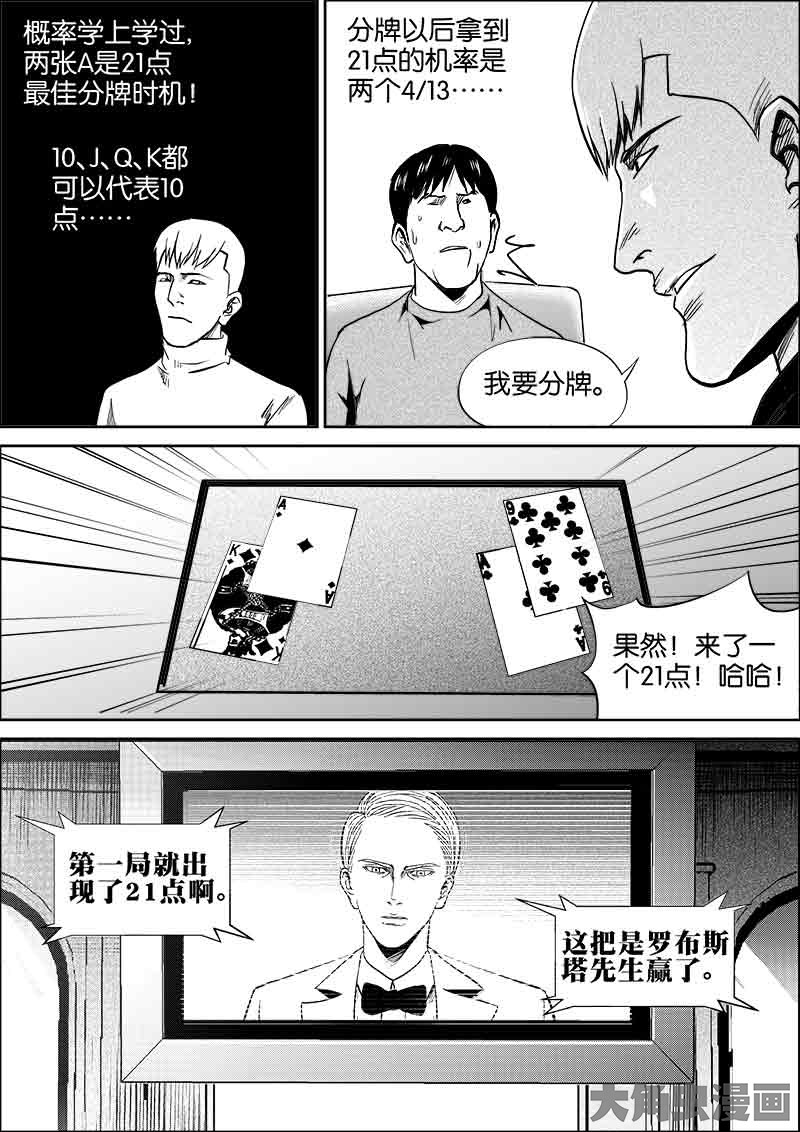 概率学上学过,
两张A是21点
最佳分牌时机!
10、J、Q、K都
可以代表10
点……
分牌以后拿到
21点的机率是
两个4/13……
我要分牌。
A
K
A
9
A
6
A
果然!来了一
个21点!哈哈!
第一局就出
现了21点啊。
这把是罗布斯
塔先生赢了。
大角虫漫画